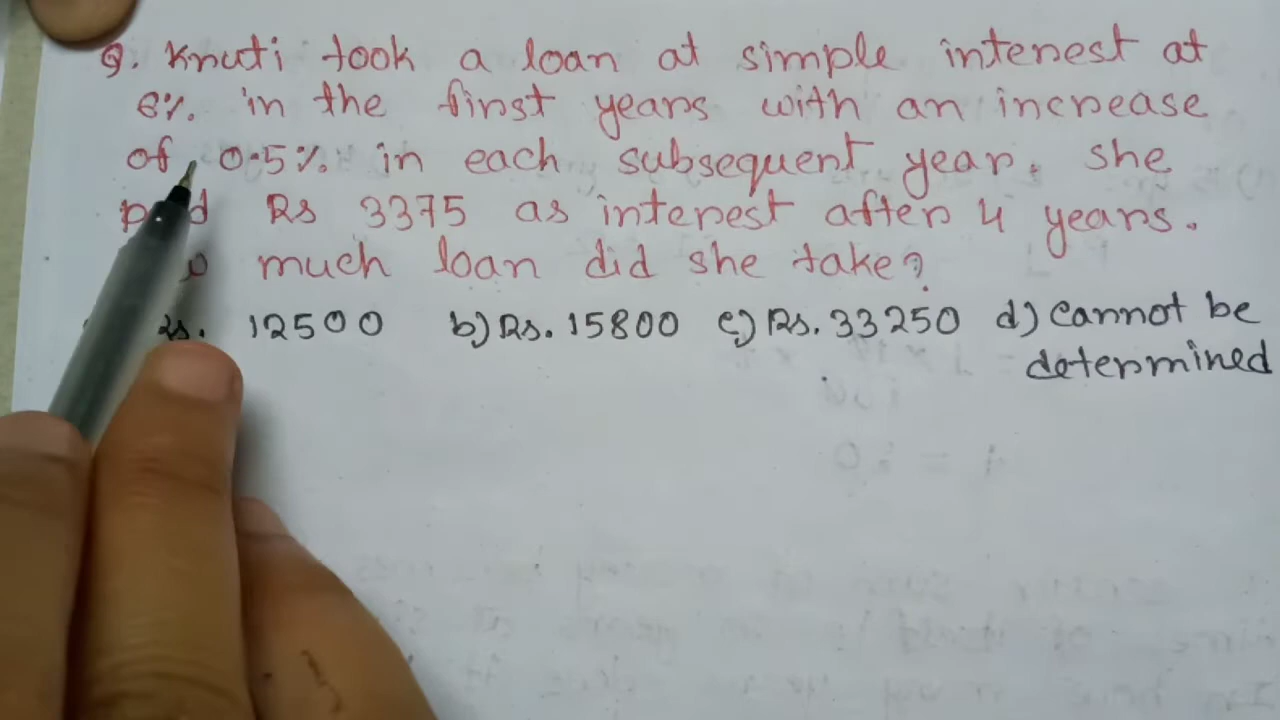 Q. Kruti took a loan at simple interest at
6% in the first years with an increase
of 0.5% in each subsequent year. She
Rs 3375 as interest after 4 years.
much loan did she take?
Rs. 12500 b) Rs. 15800 c) Rs. 33250 d) Cannot be
determined